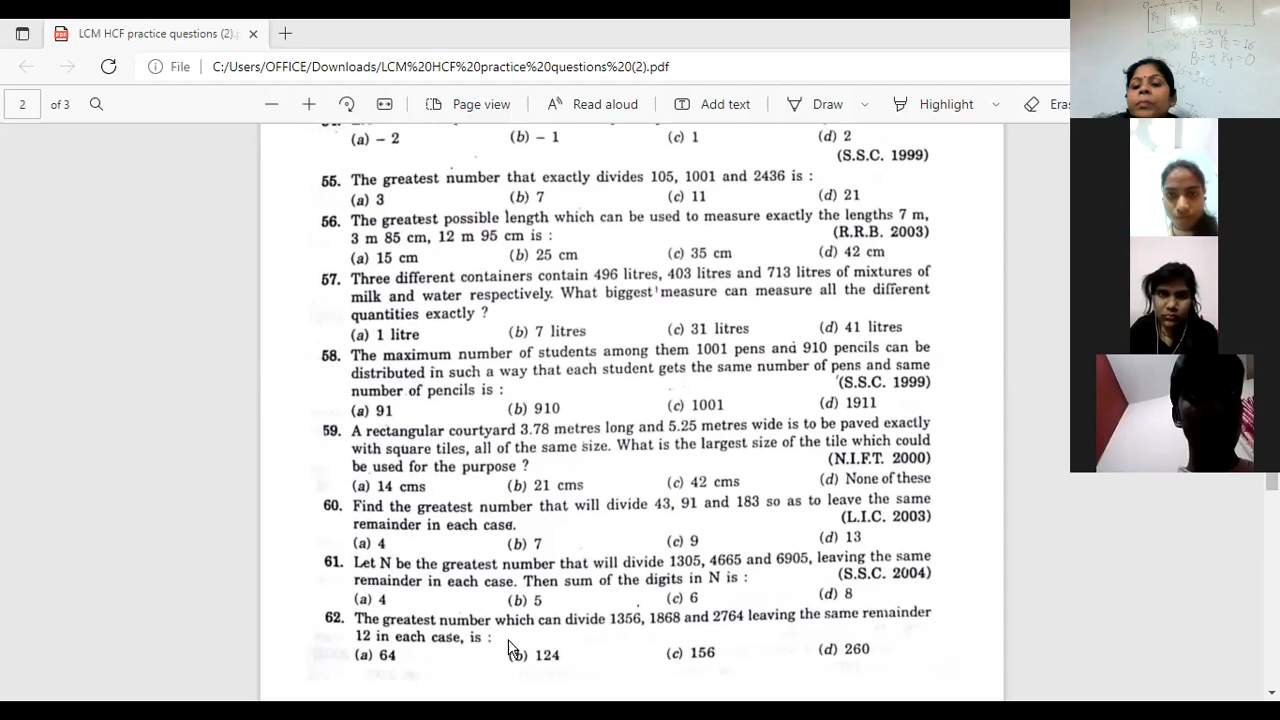 LCM HCF practice questions (2).p
File C:/Users/OFFICE/Downloads/LCM%20HCF%20practice%20questions%20(2).pdf
2 of 3 Page view Read aloud Add text Draw Highlight Eras
(a) – 2 (b) – 1 (c) 1 (d) 2
(S.S.C. 1999)
55. The greatest number that exactly divides 105, 1001 and 2436 is :
(a) 3 (b) 7 (c) 11 (d) 21
56. The greatest possible length which can be used to measure exactly the lengths 7 m,
3 m 85 cm, 12 m 95 cm is : (R.R.B. 2003)
(a) 15 cm (b) 25 cm (c) 35 cm (d) 42 cm
57. Three different containers contain 496 litres, 403 litres and 713 litres of mixtures of
milk and water respectively. What biggest measure can measure all the different
quantities exactly ?
(a) 1 litre (b) 7 litres (c) 31 litres (d) 41 litres
58. The maximum number of students among them 1001 pens and 910 pencils can be
distributed in such a way that each student gets the same number of pens and same
number of pencils is : (S.S.C. 1999)
(a) 91 (b) 910 (c) 1001 (d) 1911
59. A rectangular courtyard 3.78 metres long and 5.25 metres wide is to be paved exactly
with square tiles, all of the same size. What is the largest size of the tile which could
be used for the purpose ? (N.I.F.T. 2000)
(a) 14 cms (b) 21 cms (c) 42 cms (d) None of these
60. Find the greatest number that will divide 43, 91 and 183 so as to leave the same
remainder in each case. (L.I.C. 2003)
(a) 4 (b) 7 (c) 9 (d) 13
61. Let N be the greatest number that will divide 1305, 4665 and 6905, leaving the same
remainder in each case. Then sum of the digits in N is : (S.S.C. 2004)
(a) 4 (b) 5 (c) 6 (d) 8
62. The greatest number which can divide 1356, 1868 and 2764 leaving the same remainder
12 in each case, is :
(a) 64 (b) 124 (c) 156 (d) 260